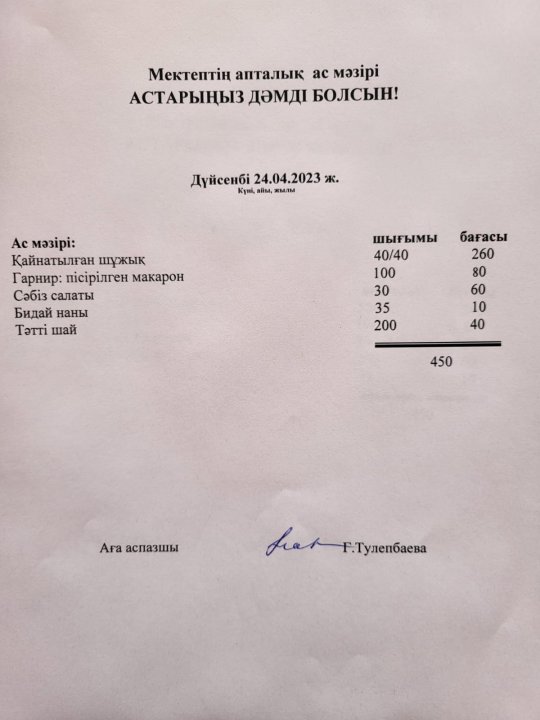 Мектептің апталық ас мәзірі
АСТАРЫҢЫЗ ДӘМДІ БОЛСЫН!
Дүйсенбі 24.04.2023 ж.
Күні, айы, жылы
Ас мәзірі: шығымы бағасы
Қайнатылған шұжық 40/40 260
Гарнир: пісірілген макарон 100 80
Сәбіз салаты 30 60
Бидай наны 35 10
Тәтті шай 200 40
450
Аға аспазшы Ғ.Тулепбаева